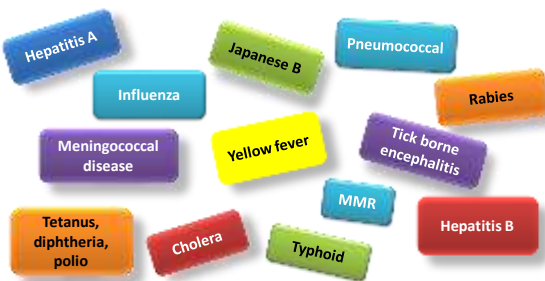 Hepatitis A
Japanese B
Pneumococcal
Influenza
Rabies
Meningococcal
disease
Yellow fever
Tick borne
encephalitis
MMR
Tetanus,
diphtheria,
polio
Cholera
Typhoid
Hepatitis B